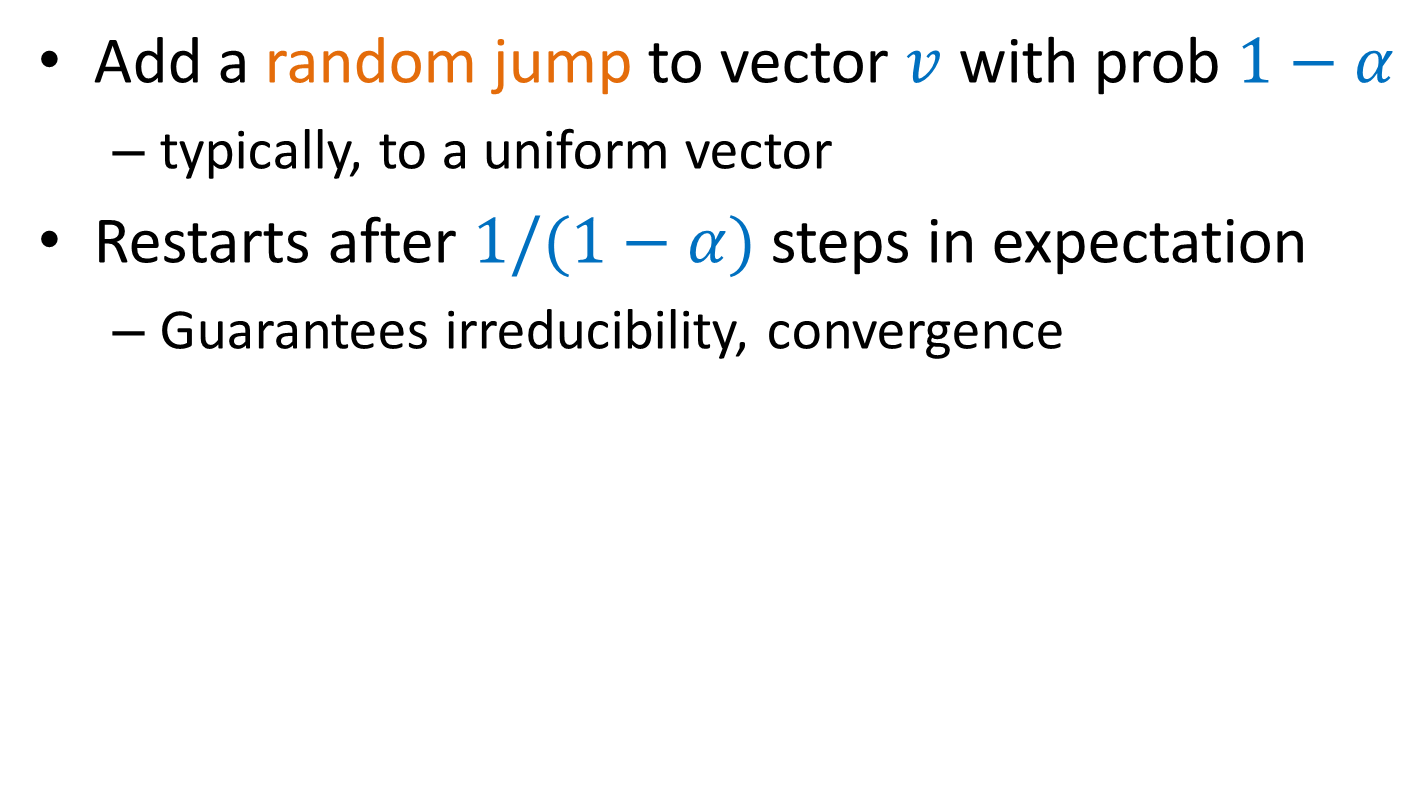 • Add a random jump to vector 𝑣 with prob 1 − 𝛼
– typically, to a uniform vector
• Restarts after 1/(1 − 𝛼) steps in expectation
– Guarantees irreducibility, convergence